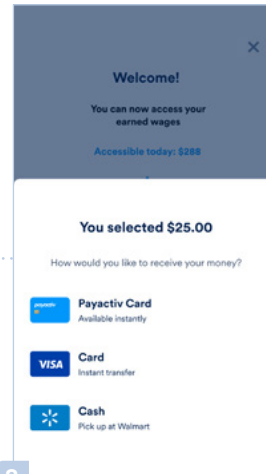 Welcome!
You can now access your
earned wages
Accessible today: $288
You selected $25.00
How would you like to receive your money?
payactiv
Payactiv Card
Available instantly
VISA
Card
Instant transfer
Cash
Pick up at Walmart